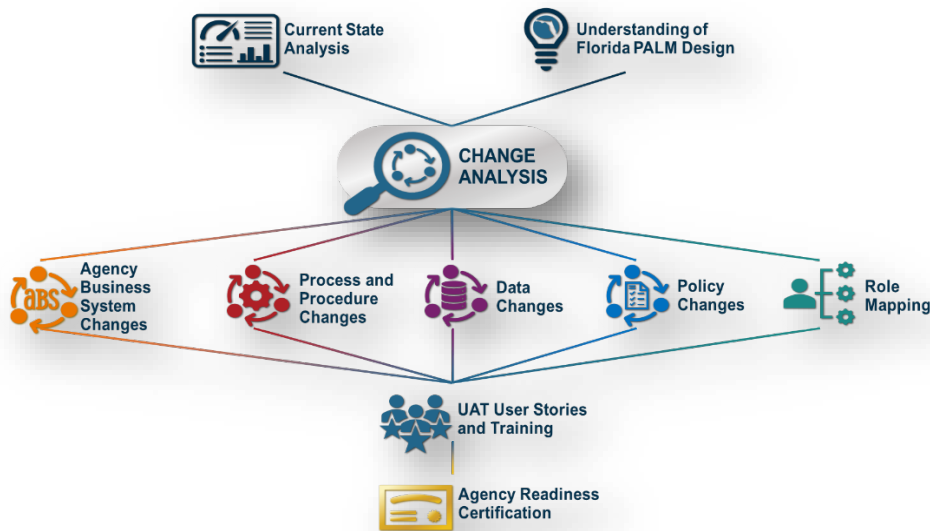 Current State
Analysis
Understanding of
Florida PALM Design
CHANGE
ANALYSIS
ABS
Agency
Business
System
Changes
Process and
Procedure
Changes
Data
Changes
Policy
Changes
Role
Mapping
UAT User Stories
and Training
Agency Readiness
Certification